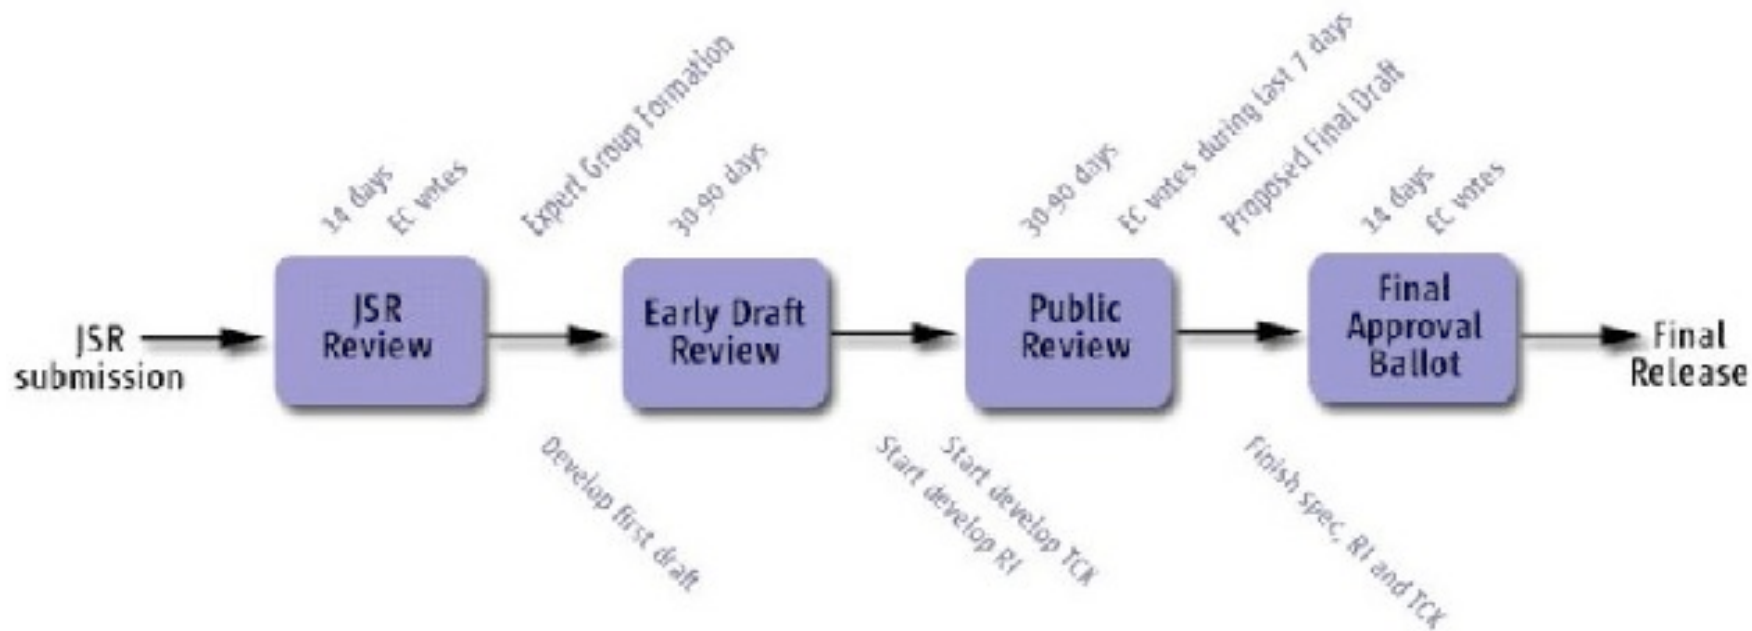 14 days
EC votes
Expert Group Formation
30-90 days
30-90 days
EC votes during last 7 days
Proposed Final Draft
14 days
EC votes
JSR
submission
JSR
Review
Early Draft
Review
Public
Review
Final
Approval
Ballot
Final
Release
Develop first draft
Start develop RI
Start develop TCK
Finish spec, RI and TCK